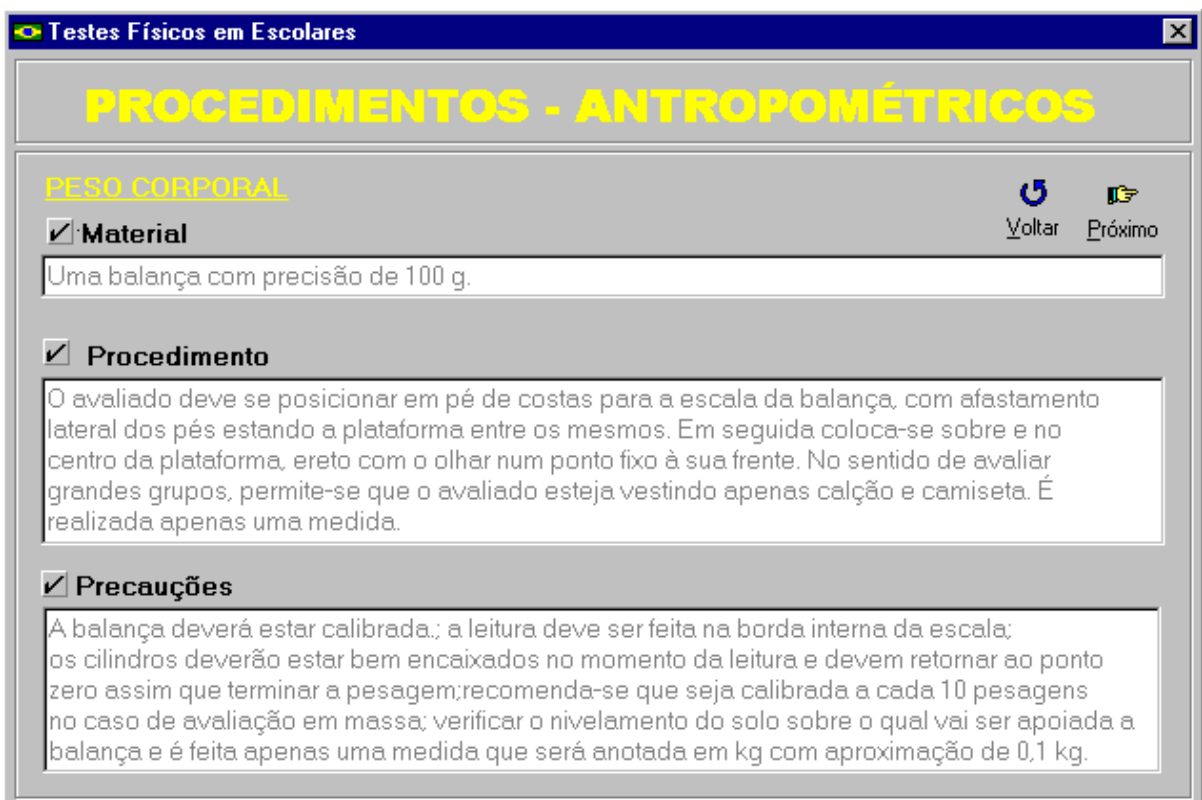 Testes Físicos em Escolares
PROCEDIMENTOS - ANTROPOMÉTRICOS
PESO CORPORAL
Voltar Próximo
Material
Uma balança com precisão de 100 g.
Procedimento
O avaliado deve se posicionar em pé de costas para a escala da balança, com afastamento
lateral dos pés estando a plataforma entre os mesmos. Em seguida coloca-se sobre e no
centro da plataforma, ereto com o olhar num ponto fixo à sua frente. No sentido de avaliar
grandes grupos, permite-se que o avaliado esteja vestindo apenas calção e camiseta. É
realizada apenas uma medida.
Precauções
A balança deverá estar calibrada.; a leitura deve ser feita na borda interna da escala;
os cilindros deverão estar bem encaixados no momento da leitura e devem retornar ao ponto
zero assim que terminar a pesagem;recomenda-se que seja calibrada a cada 10 pesagens
no caso de avaliação em massa; verificar o nivelamento do solo sobre o qual vai ser apoiada a
balança e é feita apenas uma medida que será anotada em kg com aproximação de 0,1 kg.